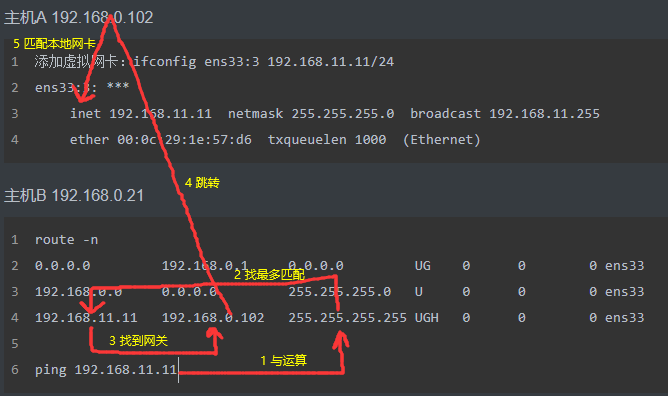 主机A 192.168.0.102
5 匹配本地网卡
1 添加虚拟网卡:ifconfig ens33:3 192.168.11.11/24
2 ens33:3: ***
3 inet 192.168.11.11 netmask 255.255.255.0 broadcast 192.168.11.255
4 ether 00:0c:29:1e:57:d6 txqueuelen 1000 (Ethernet)
4 跳转
主机B 192.168.0.21
1 route -n
2 0.0.0.0 192.168.0.1 0.0.0.0 UG 0 0 0 ens33
2 找最多匹配
3 192.168.0.0 0.0.0.0 255.255.255.0 U 0 0 0 ens33
4 192.168.11.11 192.168.0.102 255.255.255.255 UGH 0 0 0 ens33
5
3 找到网关
1 与运算
6 ping 192.168.11.11